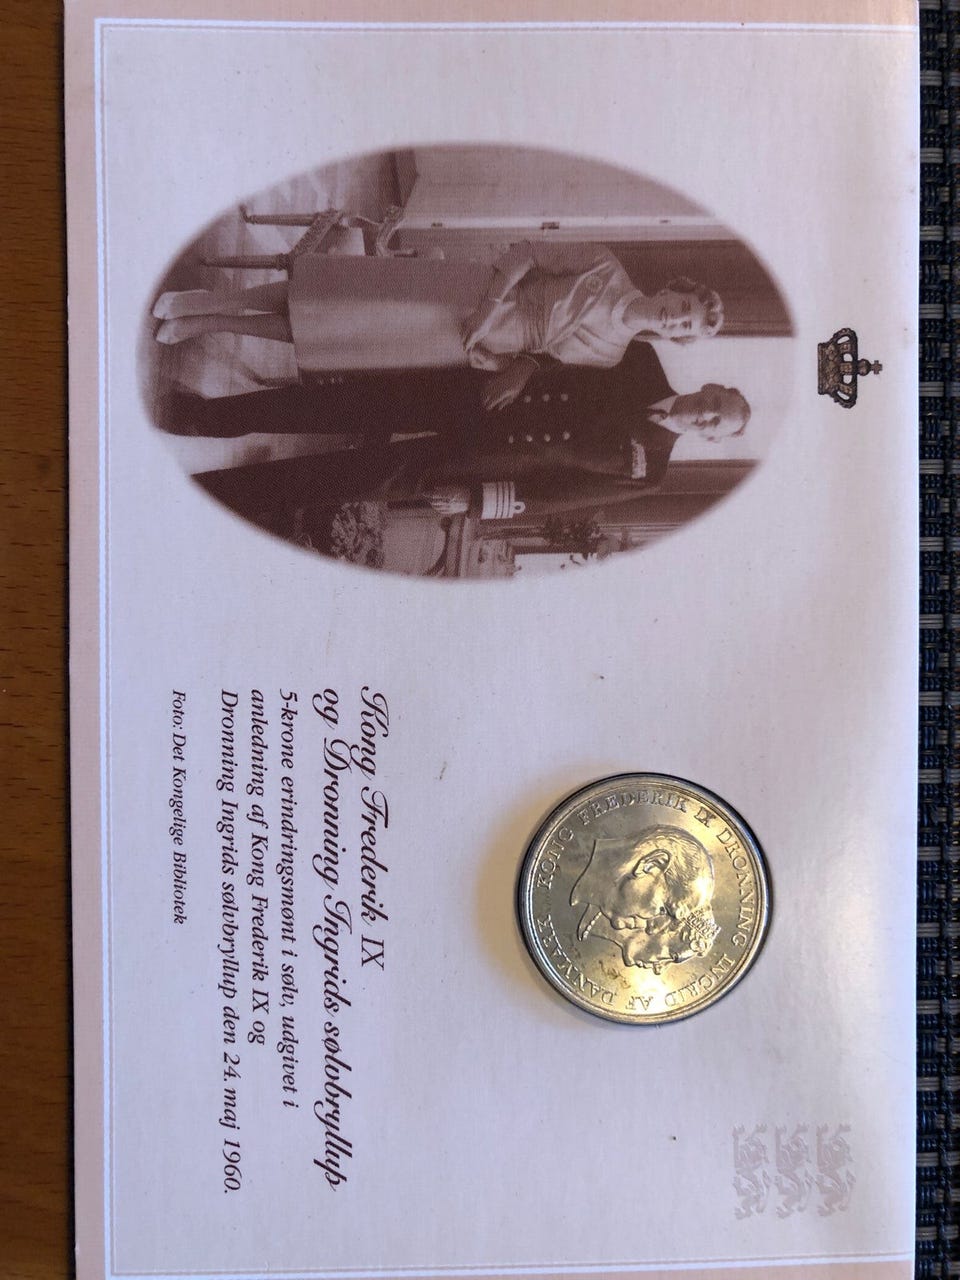 KONG FREDERIK IX DRONNING INGRID AF DANMARK
Kong Frederik IX
og Dronning Ingrids sølvbryllup
5-krone erindringsmønt i sølv, udgivet i
anledning af Kong Frederik IX og
Dronning Ingrids sølvbryllup den 24. maj 1960.
Foto: Det Kongelige Bibliotek